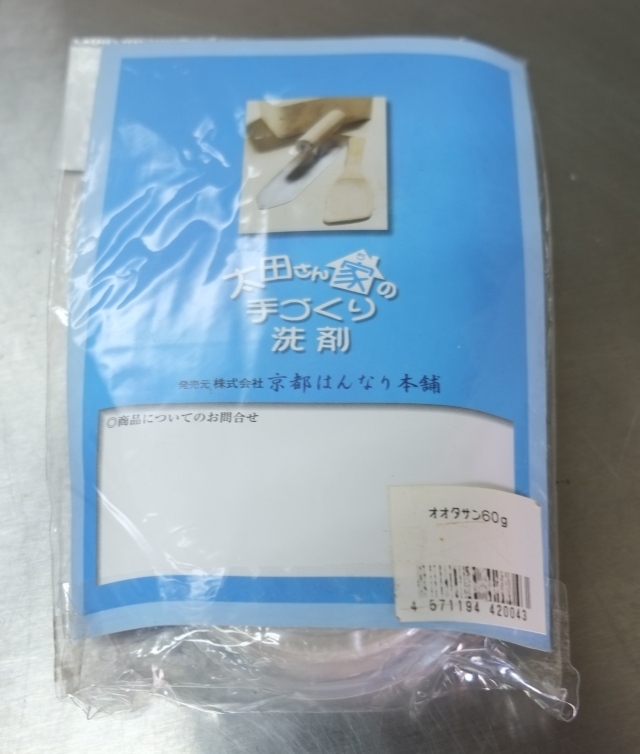 太田さん家の
手づくり
洗剤
発売元 株式会社 京都はんなり本舗
◎商品についてのお問合せ
オオタサン60g
4 571194 420043